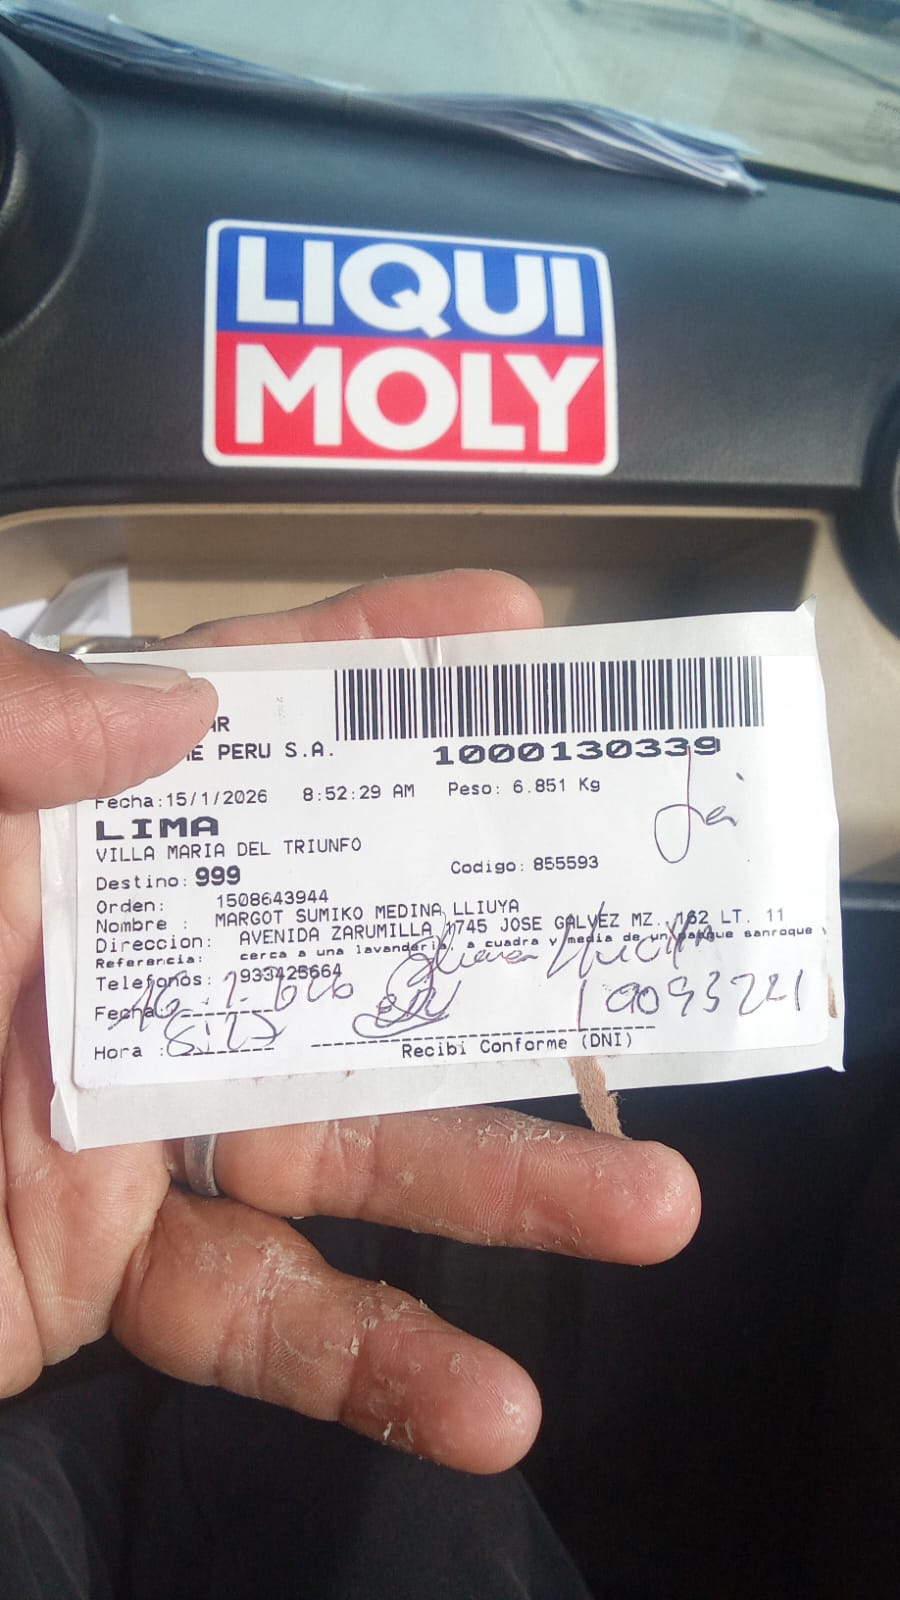 LIQUI
MOLY
AR
ME PERU S.A.
1000130339
Fecha:15/1/2026 8:52:29 AM Peso: 6.851 Kg
LIMA
VILLA MARIA DEL TRIUNFO
Destino: 999 Codigo: 855593
Orden: 1508643944
Nombre : MARGOT SUMIKO MEDINA LLIUYA
Direccion: AVENIDA ZARUMILLA 1745 JOSE GALVEZ MZ. 162 LT. 11
Referencia: cerca a una lavanderia, a cuadra y media de un parque sanroque y
Telefonos: 933425664
Fecha:
Hora :
Recibi Conforme (DNI)